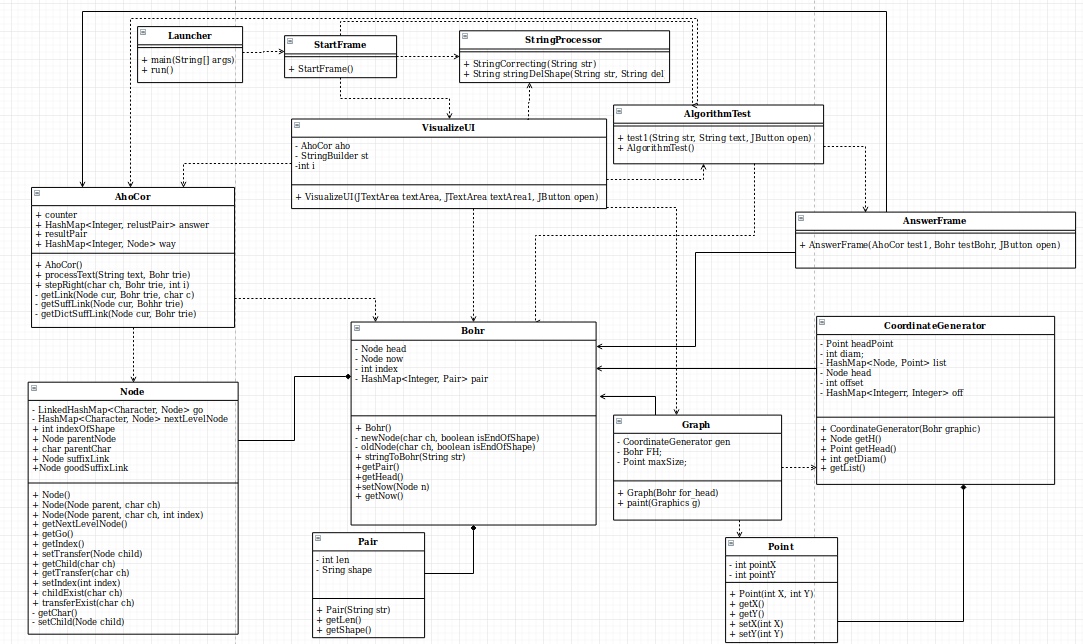 Launcher
+ main(String[] args)
+ run()
StartFrame
+ StartFrame()
StringProcessor
+ StringCorrecting(String str)
+ String stringDelShape(String str, String del
VisualizeUI
- AhoCor aho
- StringBuilder st
-int i
+ VisualizeUI(JTextArea textArea, JTextArea textArea1, JButton open)
AlgorithmTest
+ test1(String str, String text, JButton open)
+ AlgorithmTest()
AhoCor
+ counter
+ HashMap<Integer, relustPair> answer
+ resultPair
+ HashMap<Integer, Node> way
+ AhoCor()
+ processText(String text, Bohr trie)
+ stepRight(char ch, Bohr trie, int i)
- getLink(Node cur, Bohr trie, char c)
- getSuffLink(Node cur, Bohhr trie)
- getDictSuffLink(Node cur, Bohr trie)
AnswerFrame
+ AnswerFrame(AhoCor test1, Bohr testBohr, JButton open)
Bohr
- Node head
- Node now
- int index
- HashMap<Integer, Pair> pair
+ Bohr()
- newNode(char ch, boolean isEndOfShape)
- oldNode(char ch, boolean isEndOfShape)
+ stringToBohr(String str)
+getPair()
+getHead()
+setNow(Node n)
+ getNow()
CoordinateGenerator
- Point headPoint
- int diam;
- HashMap<Node, Point> list
- Node head
- int offset
- HashMap<Integerr, Integer> off
+ CoordinateGenerator(Bohr graphic)
+ Node getH()
+ Point getHead()
+ int getDiam()
+ getList()
Node
- LinkedHashMap<Character, Node> go
- HashMap<Character, Node> nextLevelNode
+ int indexOfShape
+ Node parentNode
+ char parentChar
+ Node suffixLink
+Node goodSuffixLink
+ Node()
+ Node(Node parent, char ch)
+ Node(Node parent, char ch, int index)
+ getNextLevelNode()
+ getGo()
+ getIndex()
+ setTransfer(Node child)
+ getChild(char ch)
+ getTransfer(char ch)
+ setIndex(int index)
+ childExist(char ch)
+ transferExist(char ch)
- getChar()
- setChild(Node child)
Graph
- CoordinateGenerator gen
- Bohr FH;
- Point maxSize;
+ Graph(Bohr for_head)
+ paint(Graphics g)
Pair
- int len
- Sring shape
+ Pair(String str)
+ getLen()
+ getShape()
Point
- int pointX
- int pointY
+ Point(int X, int Y)
+ getX()
+ getY()
+ setX(int X)
+ setY(int Y)